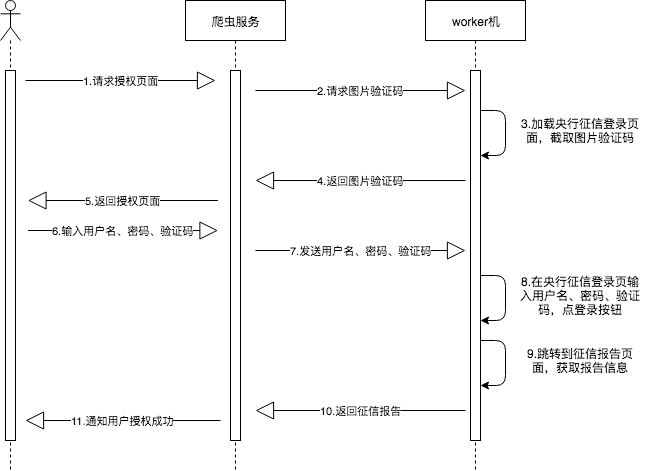 爬虫服务
worker机
1.请求授权页面
2.请求图片验证码
3.加载央行征信登录页
面，截取图片验证码
4.返回图片验证码
5.返回授权页面
6.输入用户名、密码、验证码
7.发送用户名、密码、验证码
8.在央行征信登录页输
入用户名、密码、验证
码，点登录按钮
9.跳转到征信报告页
面，获取报告信息
10.返回征信报告
11.通知用户授权成功